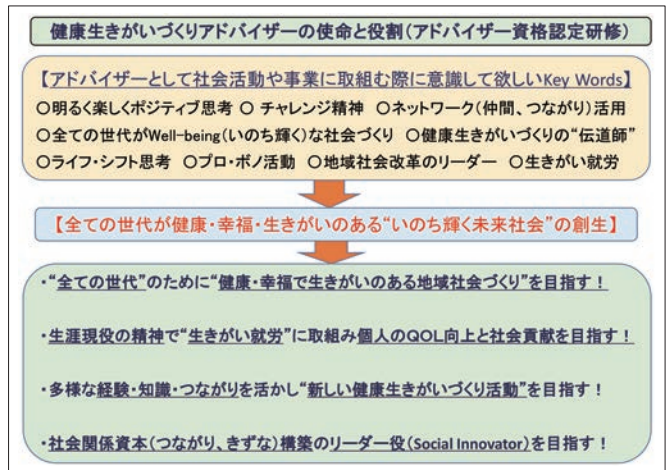 健康生きがいづくりアドバイザーの使命と役割(アドバイザー資格認定研修)
【アドバイザーとして社会活動や事業に取組む際に意識して欲しいKey Words】
○明るく楽しくポジティブ思考 ○ チャレンジ精神 ○ネットワーク(仲間、つながり)活用
○全ての世代がWell-being(いのち輝く)な社会づくり ○健康生きがいづくりの“伝道師”
○ライフ・シフト思考 ○プロ・ボノ活動 ○地域社会改革のリーダー ○生きがい就労
【全ての世代が健康・幸福・生きがいのある“いのち輝く未来社会”の創生】
・“全ての世代”のために“健康・幸福で生きがいのある地域社会づくり”を目指す！
・生涯現役の精神で“生きがい就労”に取組み個人のQOL向上と社会貢献を目指す！
・多様な経験・知識・つながりを活かし“新しい健康生きがいづくり活動”を目指す！
・社会関係資本(つながり、きずな)構築のリーダー役(Social Innovator)を目指す！